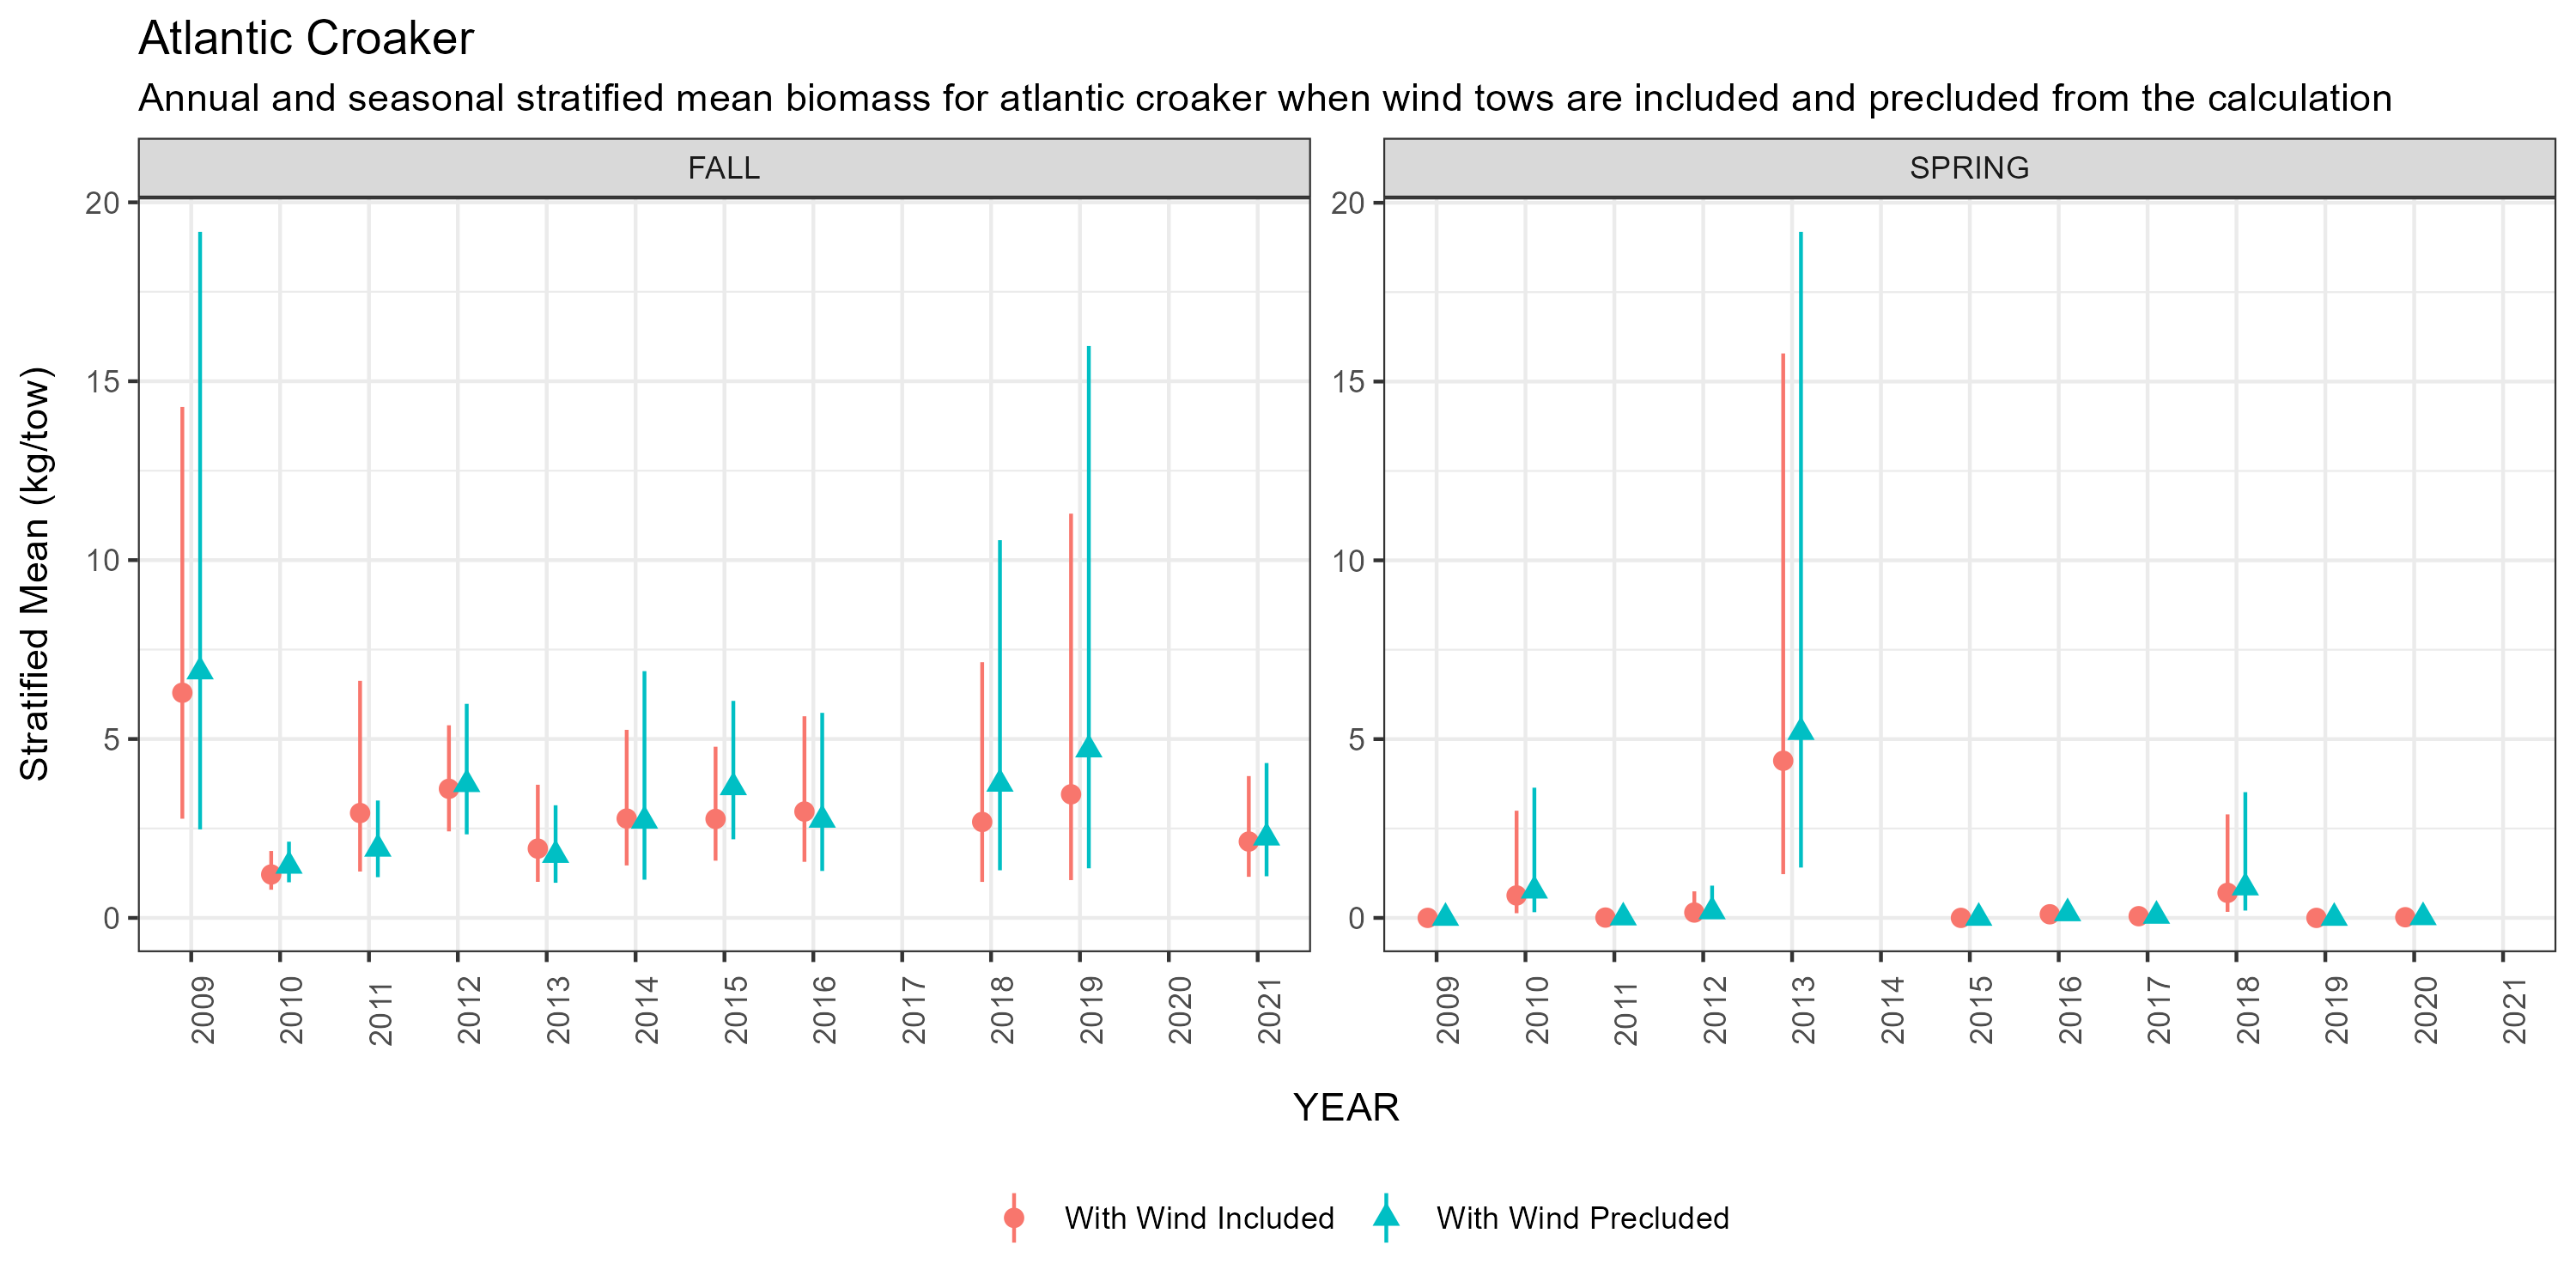 Atlantic Croaker
Annual and seasonal stratified mean biomass for atlantic croaker when wind tows are included and precluded from the calculation
FALL
SPRING
Stratified Mean (kg/tow)
20
15
10
5
0
20
15
10
5
0
2009 2010 2011 2012 2013 2014 2015 2016 2017 2018 2019 2020 2021
2009 2010 2011 2012 2013 2014 2015 2016 2017 2018 2019 2020 2021
YEAR
With Wind Included
With Wind Precluded